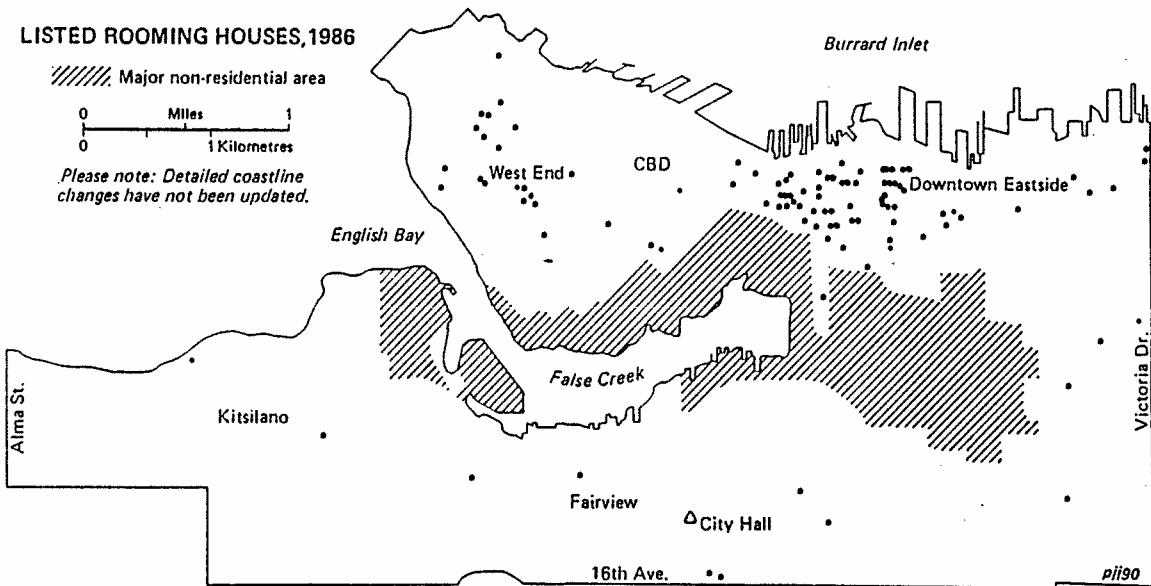 LISTED ROOMING HOUSES, 1986
Major non-residential area
0 Miles 1
0 1 Kilometres
Please note: Detailed coastline
changes have not been updated.
Burrard Inlet
West End
CBD
Downtown Eastside
English Bay
False Creek
Alma St.
Kitsilano
Victoria Dr.
Fairview
City Hall
16th Ave.
pji90